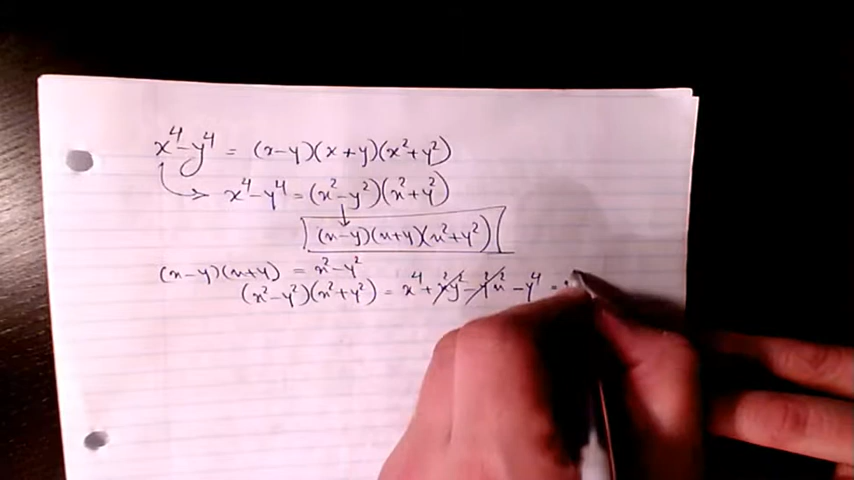 x⁴-y⁴ = (x-y)(x+y)(x²+y²)
x⁴-y⁴ = (x²-y²)(x²+y²)
(x-y)(x+y)(x²+y²)
(x-y)(x+y) = x²-y²
(x²-y²)(x²+y²) = x⁴+x²y²-y²x²-y⁴ =